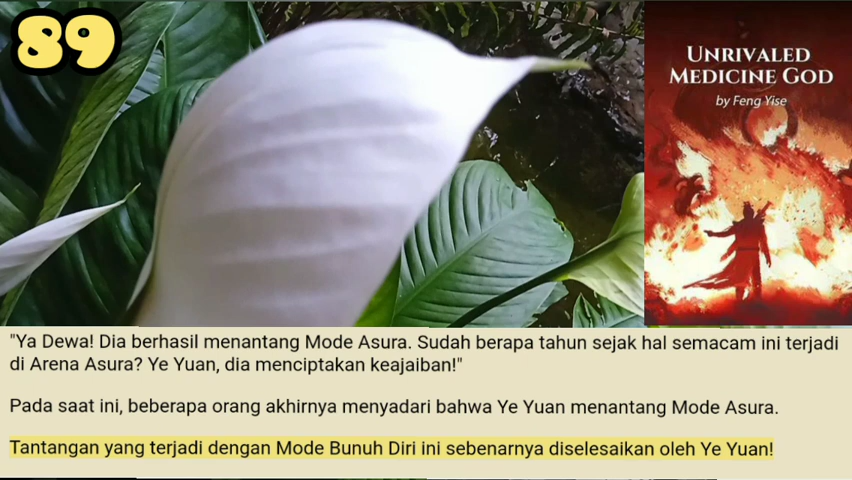 89
UNRIVALED
MEDICINE GOD
by Feng Yise
"Ya Dewa! Dia berhasil menantang Mode Asura. Sudah berapa tahun sejak hal semacam ini terjadi
di Arena Asura? Ye Yuan, dia menciptakan keajaiban!"
Pada saat ini, beberapa orang akhirnya menyadari bahwa Ye Yuan menantang Mode Asura.
Tantangan yang terjadi dengan Mode Bunuh Diri ini sebenarnya diselesaikan oleh Ye Yuan!